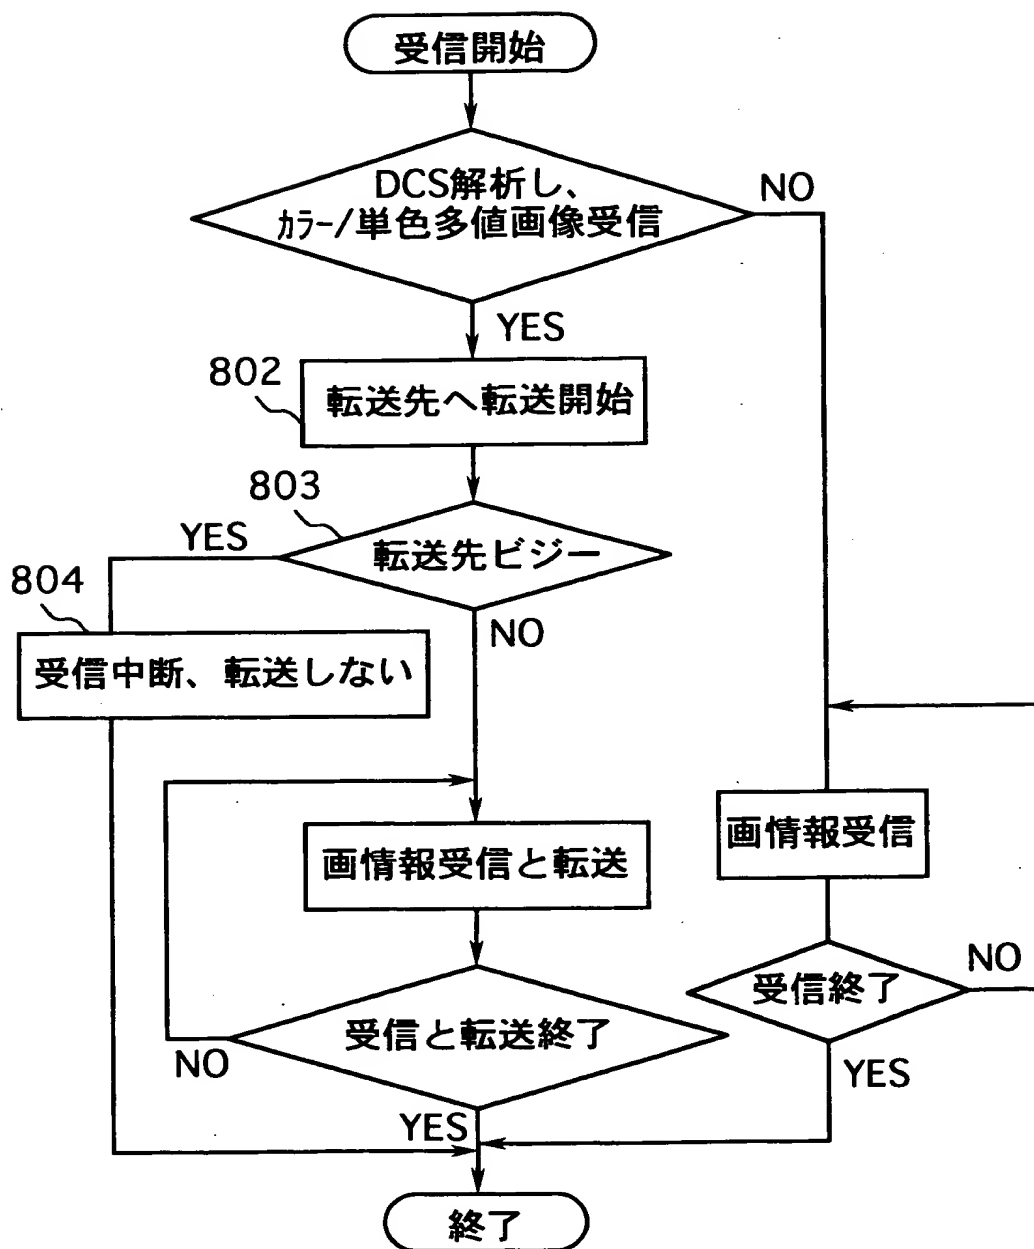 受信開始
DCS解析し、
ｶﾗｰ/単色多値画像受信
NO
YES
802
転送先へ転送開始
803
YES
転送先ビジー
804
NO
受信中断、転送しない
画情報受信と転送
画情報受信
受信終了
NO
受信と転送終了
NO
YES
YES
終了